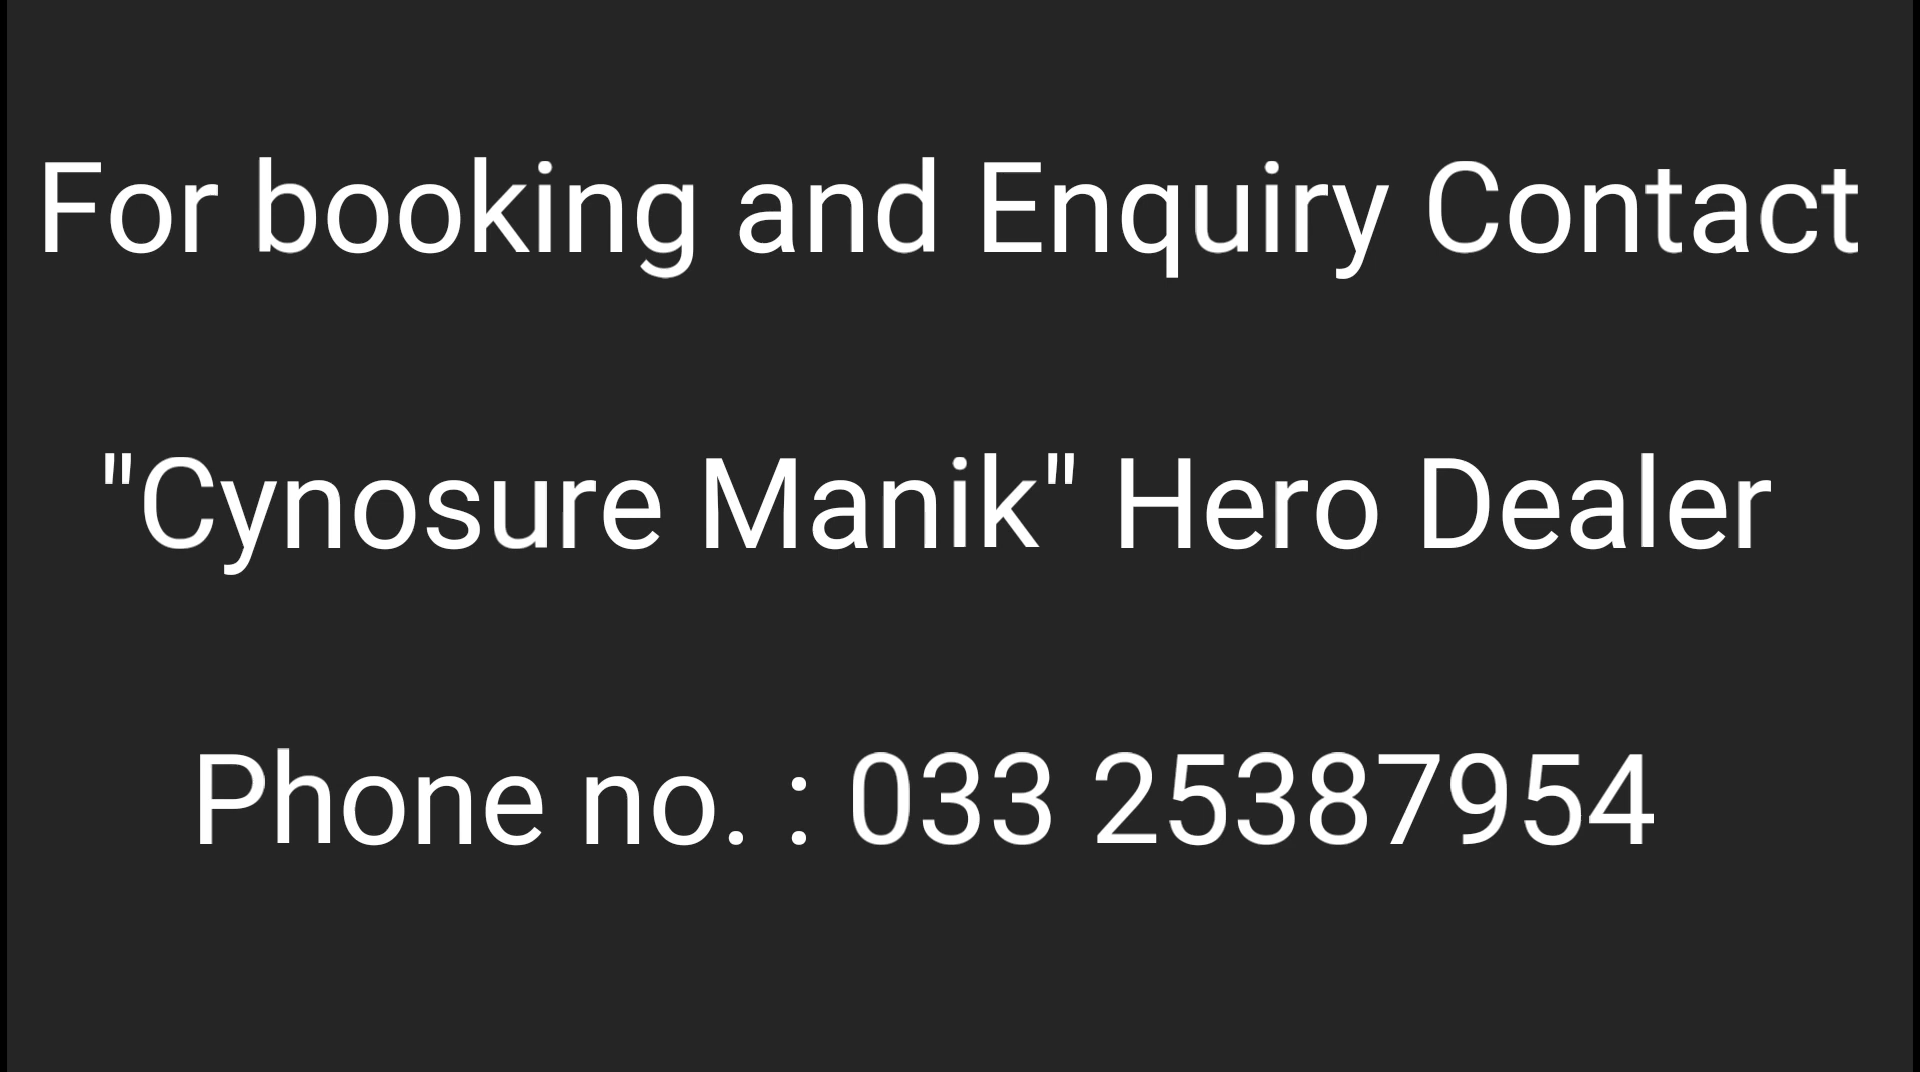 For booking and Enquiry Contact
"Cynosure Manik" Hero Dealer
Phone no. : 033 25387954